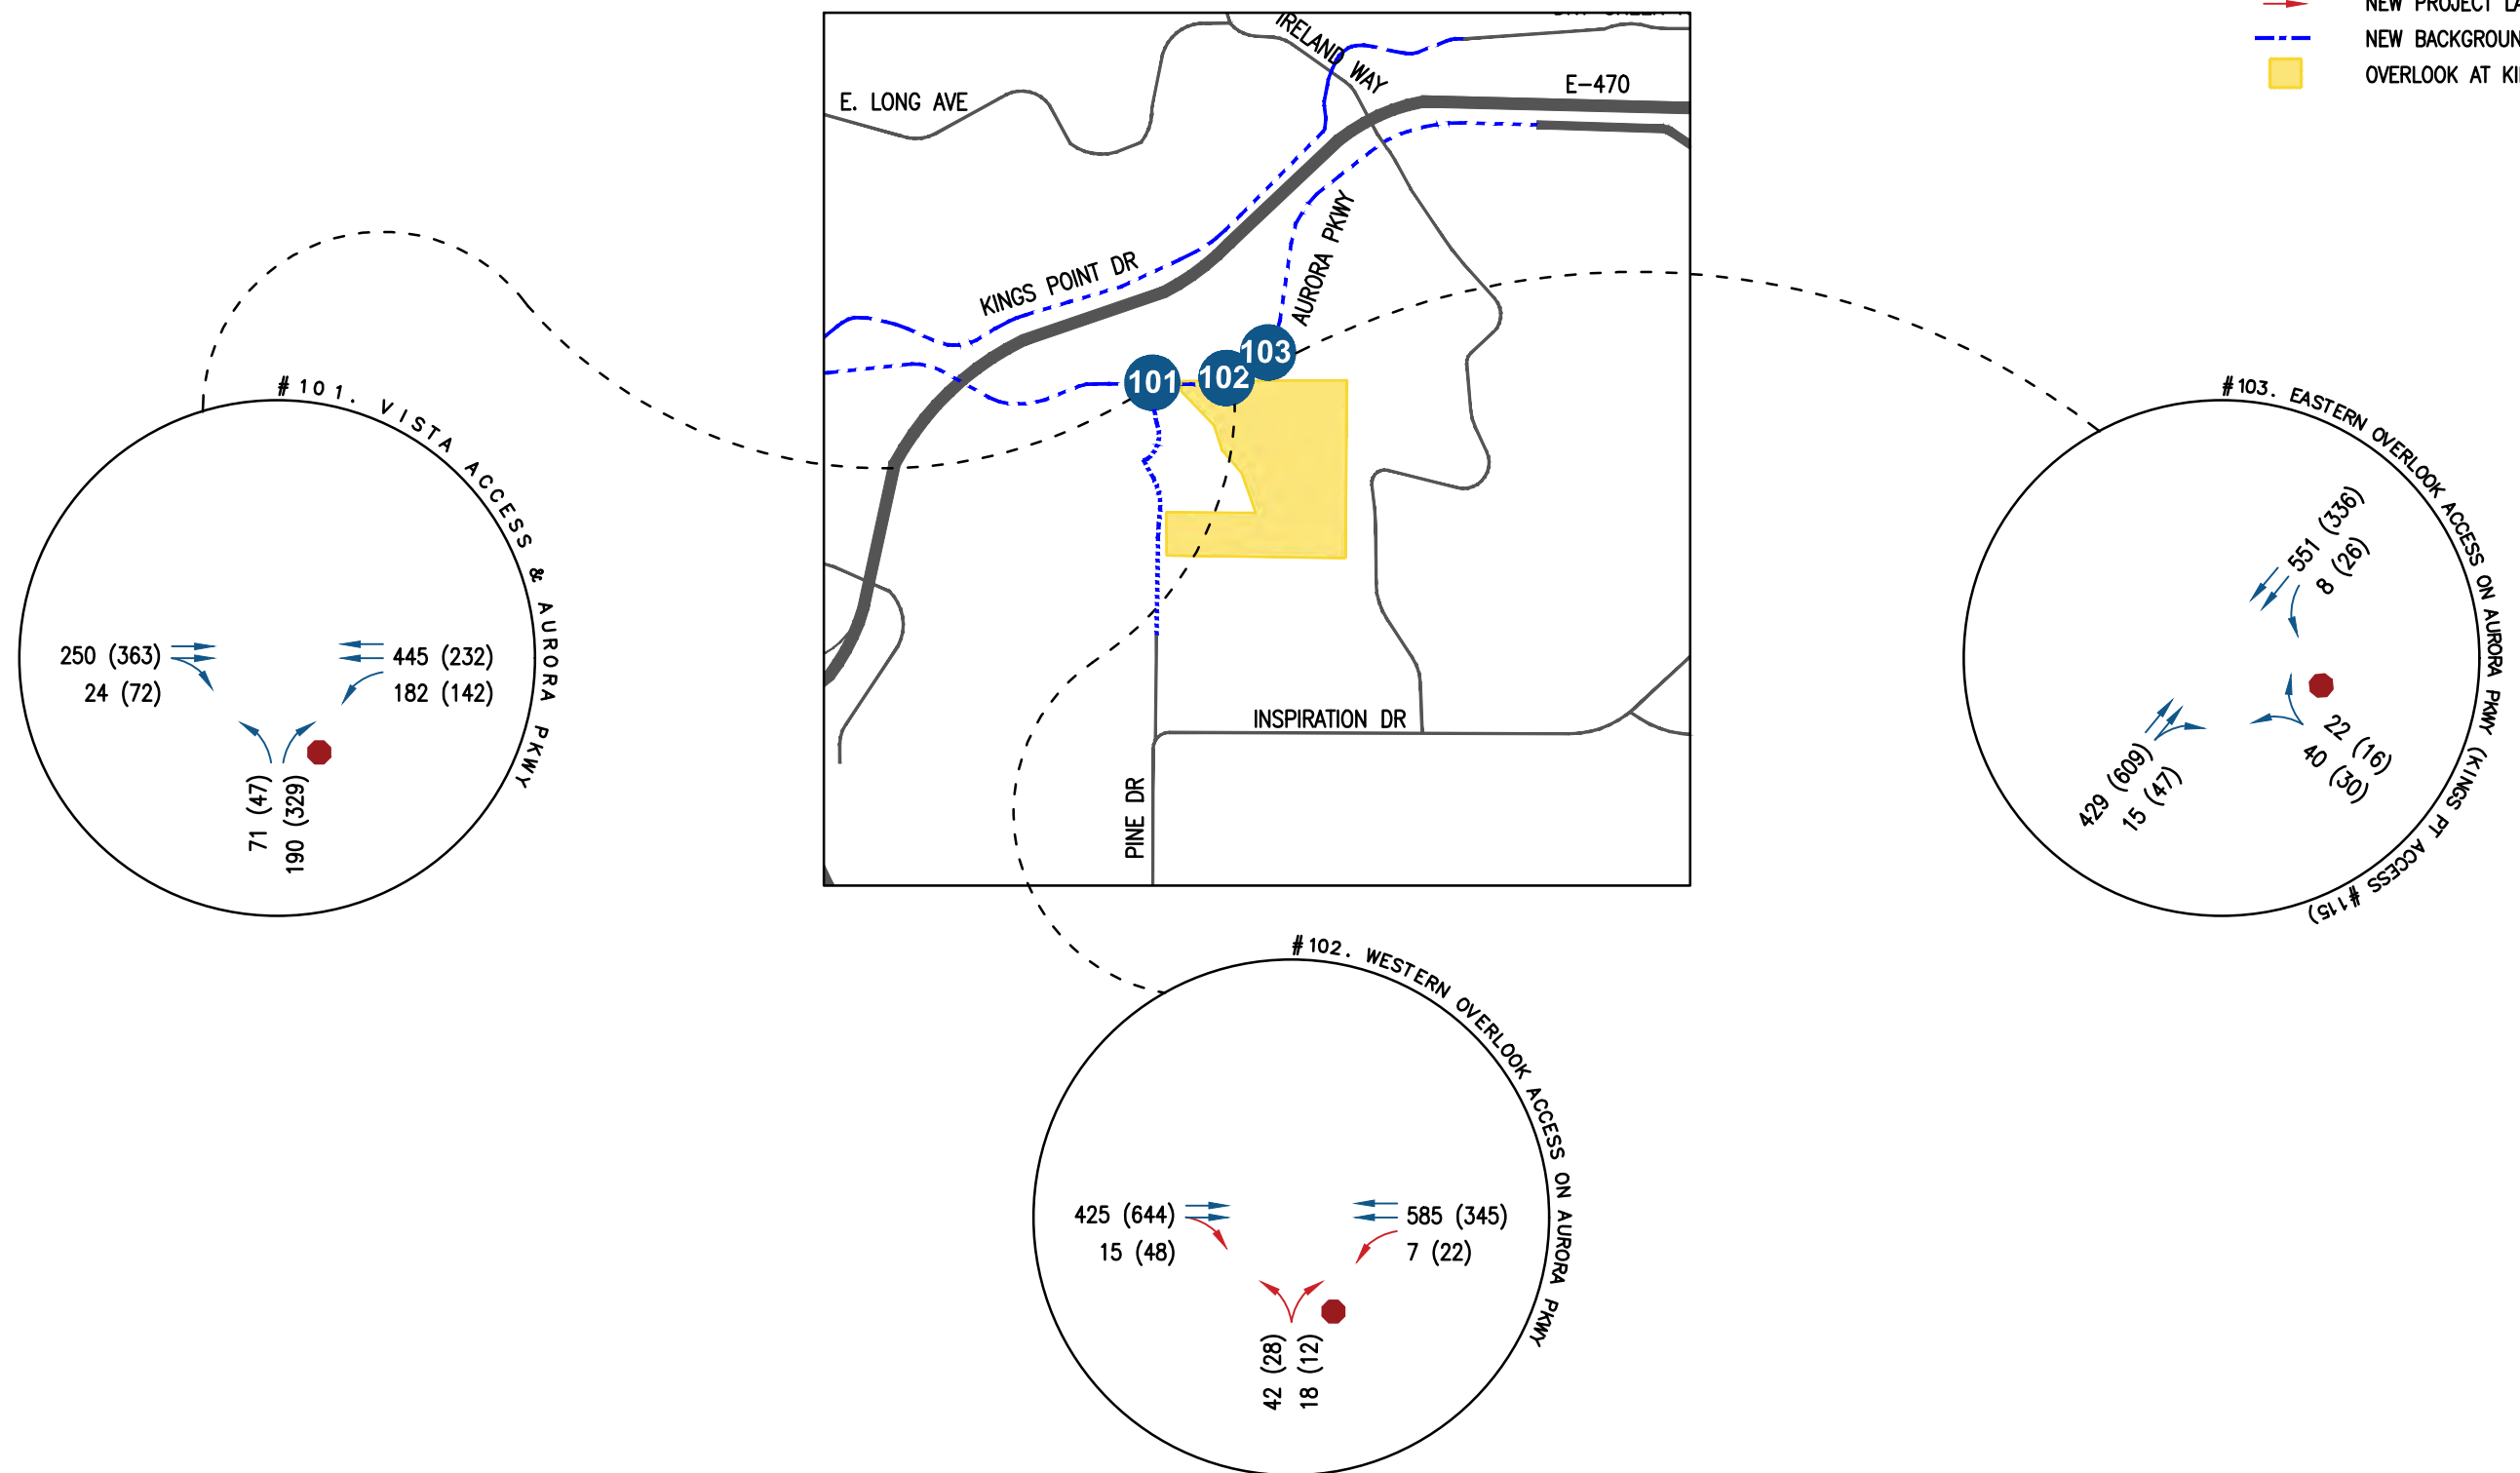 NEW BACKGROUN
OVERLOOK AT
IRELAND WAY
E-470
E. LONG AVE
KINGS POINT DR
AURORA PKWY
101
102
103
INSPIRATION DR
PINE DR
#101. VISTA ACCESS & AURORA PKWY
250 (363)
24 (72)
445 (232)
182 (142)
71 (47)
190 (329)
#103. EASTERN OVERLOOK ACCESS ON AURORA PKWY (KINGS PT ACCESS #115)
551 (336)
8 (26)
22 (16)
40 (30)
429 (609)
15 (47)
#102. WESTERN OVERLOOK ACCESS ON AURORA PKWY
425 (644)
15 (48)
585 (345)
7 (22)
42 (28)
18 (12)